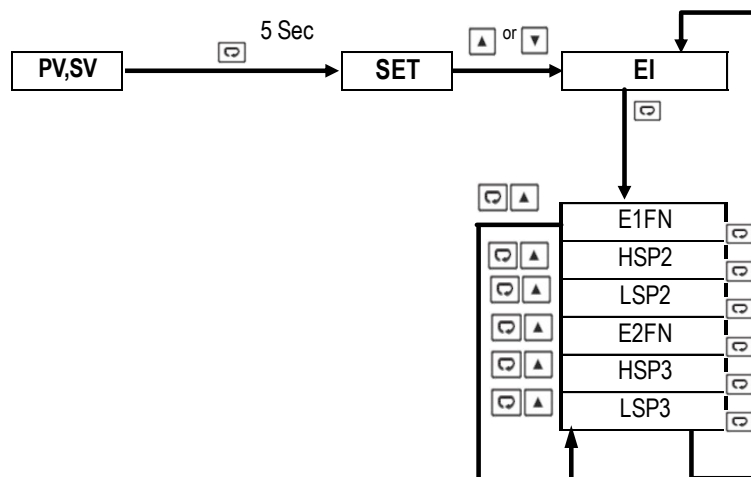 5 Sec
or
PV,SV
SET
EI
E1FN
HSP2
LSP2
E2FN
HSP3
LSP3